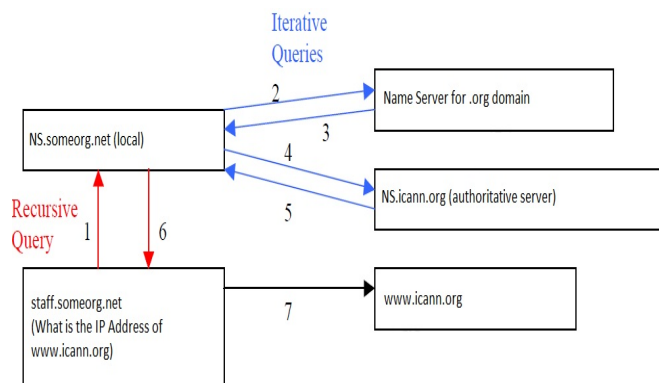 Iterative
Queries
2
Name Server for .org domain
NS.someorg.net (local)
3
4
NS.icann.org (authoritative server)
5
Recursive
Query
1
6
staff.someorg.net
(What is the IP Address of
www.icann.org)
7
www.icann.org